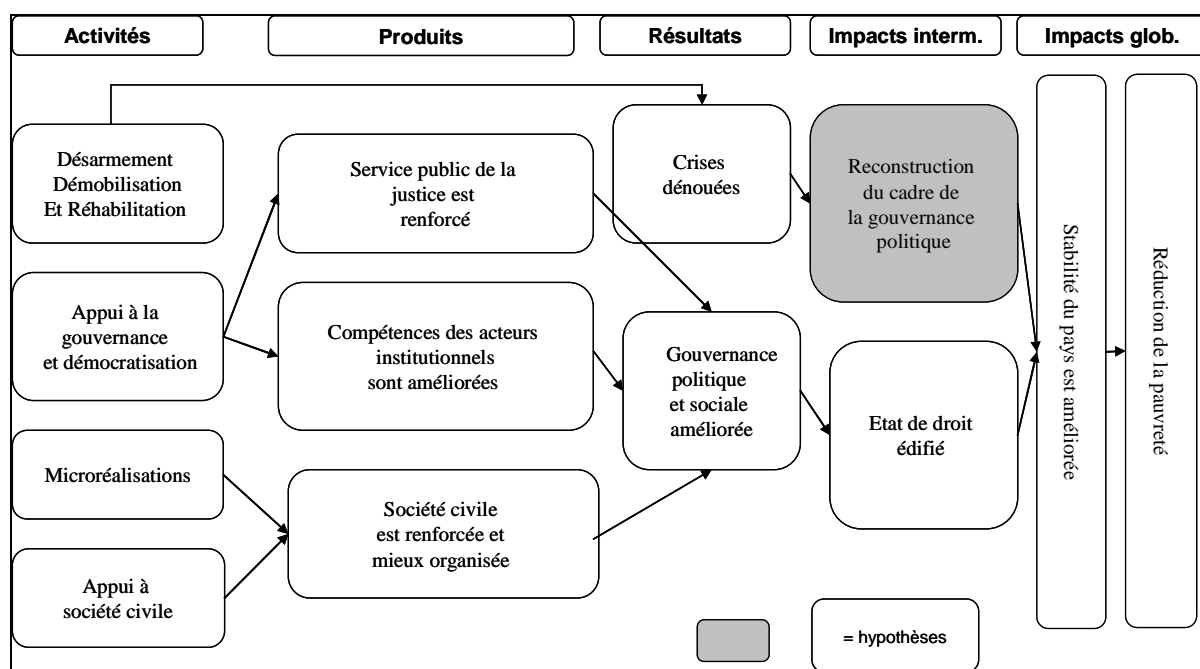 Activités
Produits
Résultats
Impacts interm.
Impacts glob.
Désarmement
Démobilisation
Et Réhabilitation
Service public de la
justice est
renforcé
Crises
dénouées
Reconstruction
du cadre de
la gouvernance
politique
Appui à la
gouvernance
et démocratisation
Compétences des acteurs
institutionnels
sont améliorées
Gouvernance
politique
et sociale
améliorée
Etat de droit
édifié
Microréalisations
Société civile
est renforcée et
mieux organisée
Appui à
société civile
Stabilité du pays est améliorée
Réduction de la pauvreté
= hypothèses